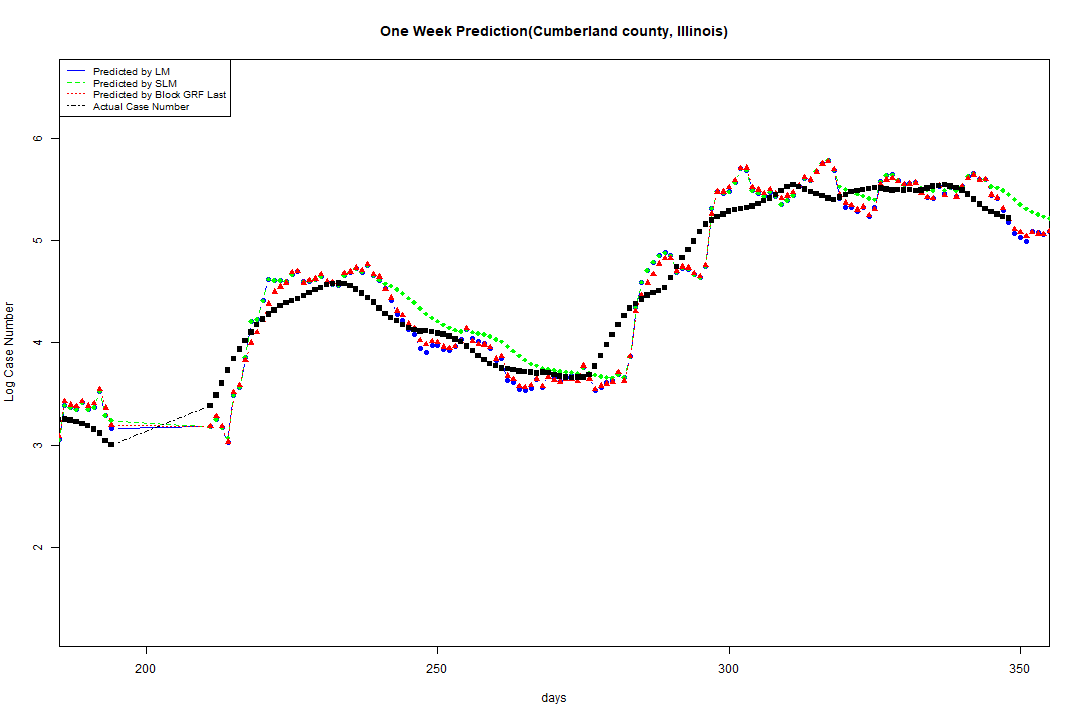 One Week Prediction(Cumberland county, Illinois)
Predicted by LM
Predicted by SLM
Predicted by Block GRF Last
Actual Case Number
6
5
4
3
2
Log Case Number
200 250 300 350
days